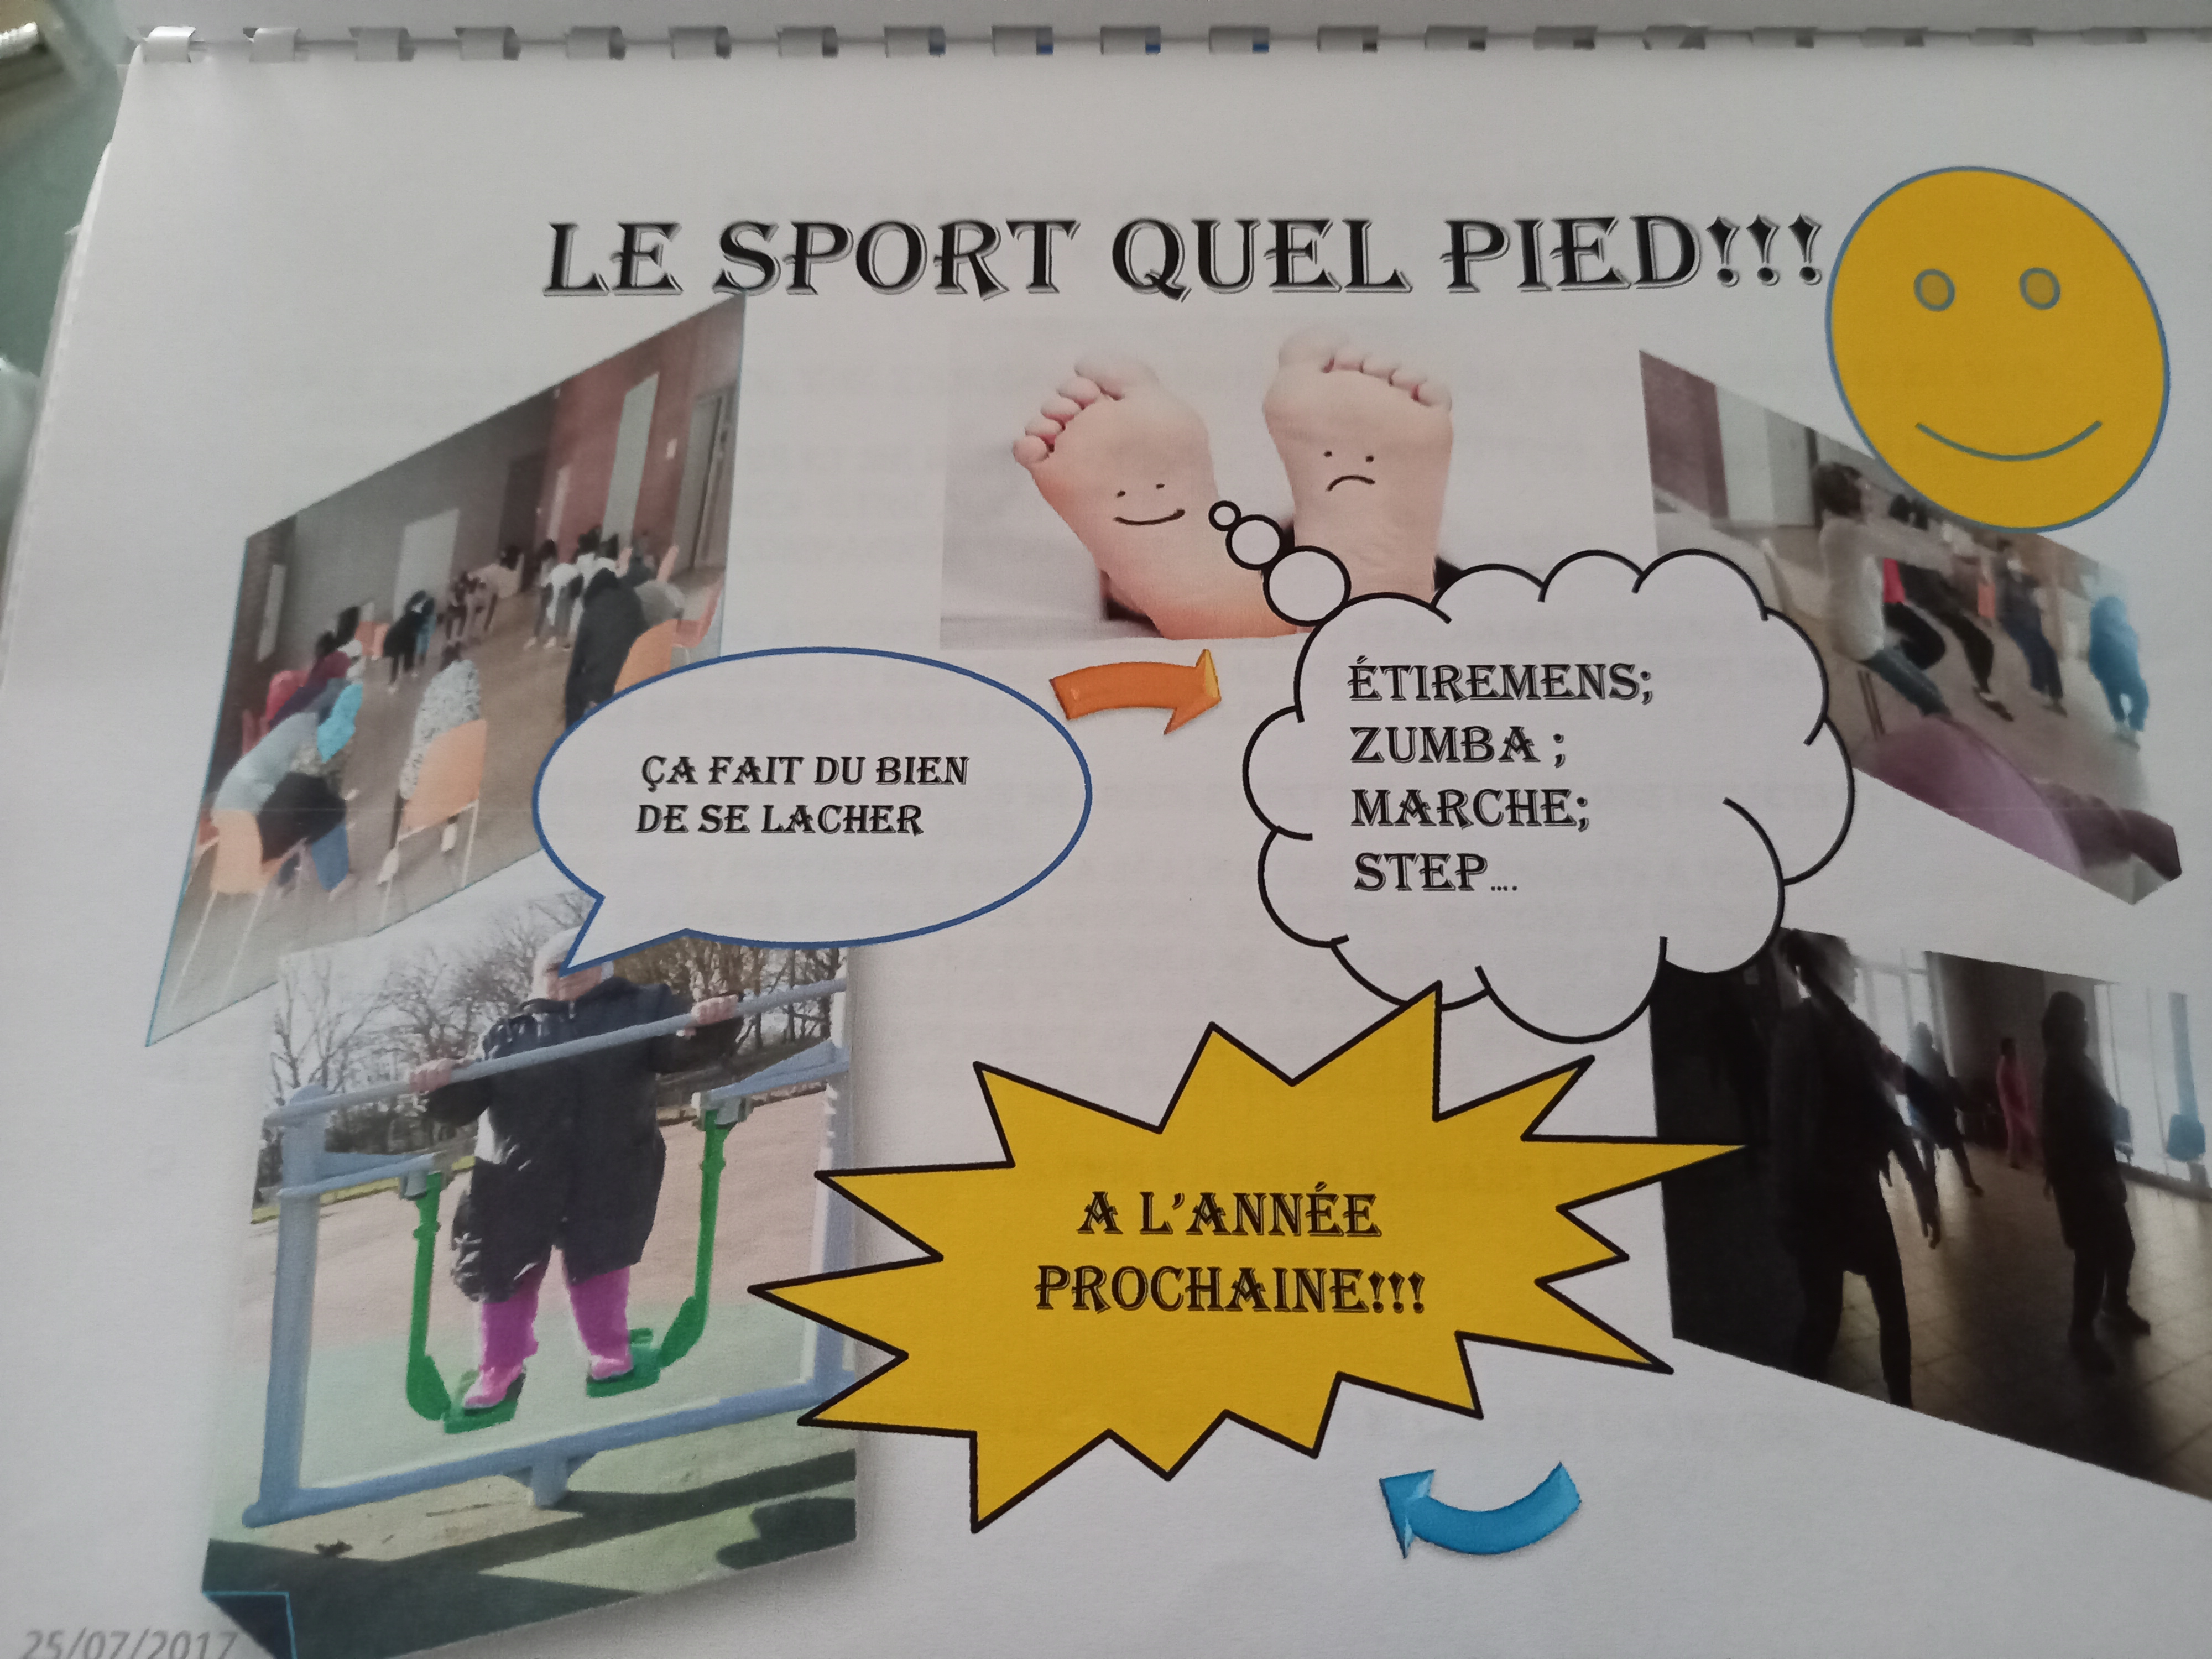 LE SPORT QUEL PIED!!!
ÉTIREMENS;
ZUMBA ;
MARCHE;
STEP....
ÇA FAIT DU BIEN
DE SE LACHER
A L'ANNÉE
PROCHAINE!!!
25/07/2017